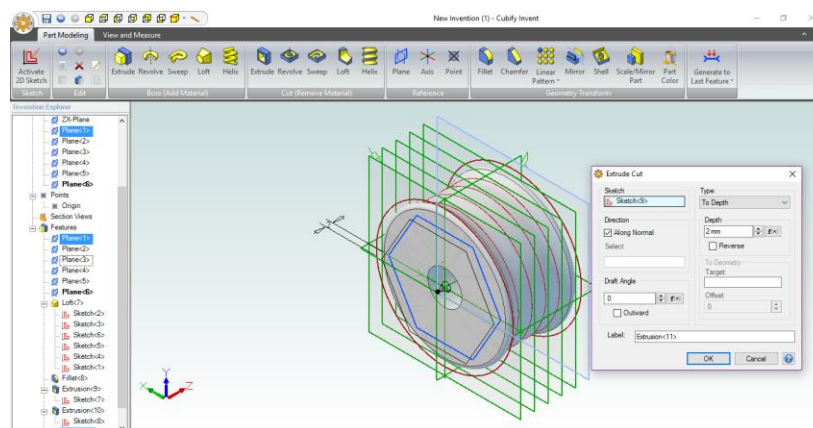 New Invention (1) - Cubify Invent
Part Modeling View and Measure
Activate 2D Sketch
Extrude Revolve Sweep Loft Helix Extrude Revolve Sweep Loft Helix Plane Axis Point Fillet Chamfer Linear Pattern Mirror Shell Scale/Mirror Part Part Color Generate to Last Feature
Sketch Edit Boss (Add Material) Cut (Remove Material) Reference Geometry Transform
Invention Explorer
ZX-Plane
Plane<1>
Plane<2>
Plane<3>
Plane<4>
Plane<5>
Plane<6>
Points
Origin
Section Views
Features
Plane<1>
Plane<2>
Plane<3>
Plane<4>
Plane<5>
Plane<6>
Loft<7>
Sketch<2>
Sketch<3>
Sketch<6>
Sketch<5>
Sketch<4>
Sketch<1>
Fillet<8>
Extrusion<9>
Sketch<7>
Extrusion<10>
Sketch<8>
X Y Z
Extrude Cut
Sketch
Sketch<9>
Direction
Along Normal
Select
Draft Angle
0 f(x)
Outward
Type:
To Depth
Depth:
2 mm f(x)
Reverse
To Geometry
Target:
Offset:
0
Label: Extrusion<11>
OK Cancel